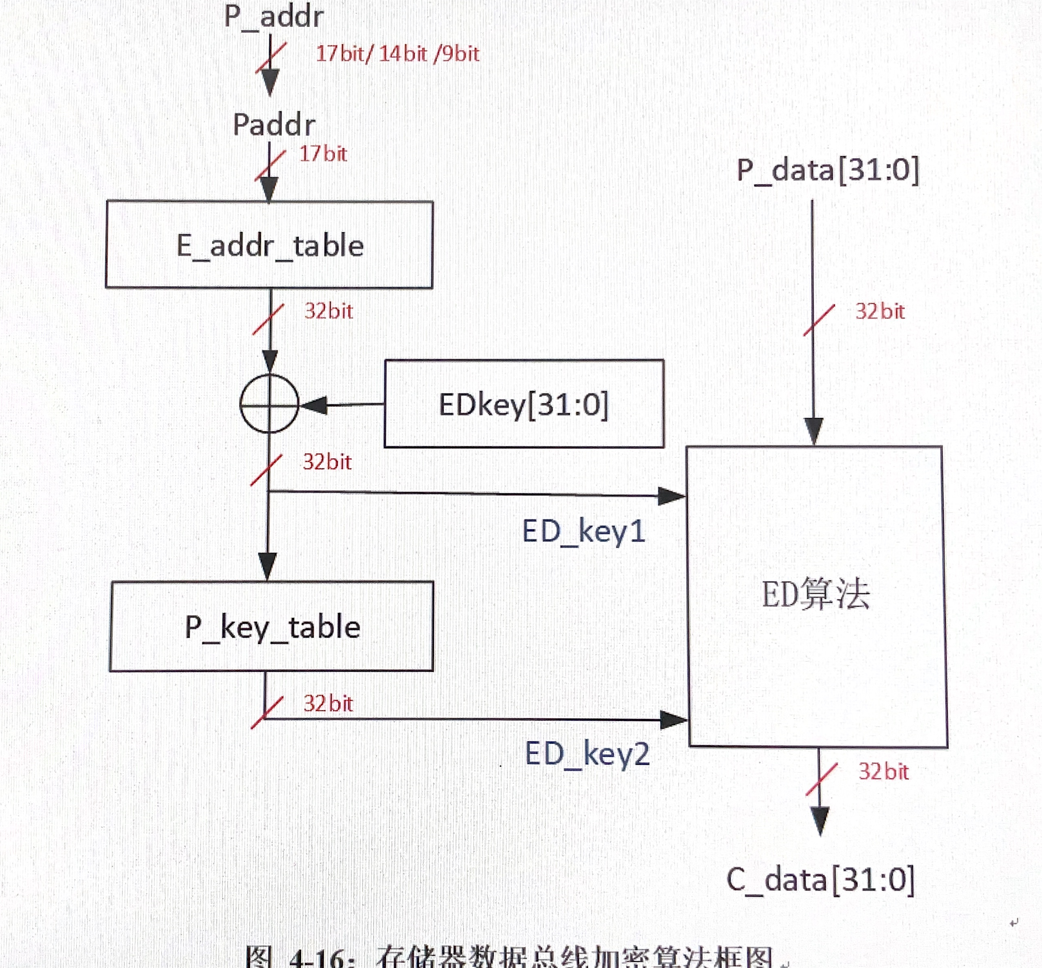 P_addr
17bit/ 14bit /9bit
Paddr
17bit
E_addr_table
32bit
EDkey[31:0]
32bit
ED_key1
P_key_table
32bit
ED_key2
P_data[31:0]
32bit
ED算法
32bit
C_data[31:0]
图 4-16：存储器数据总线加密算法框图